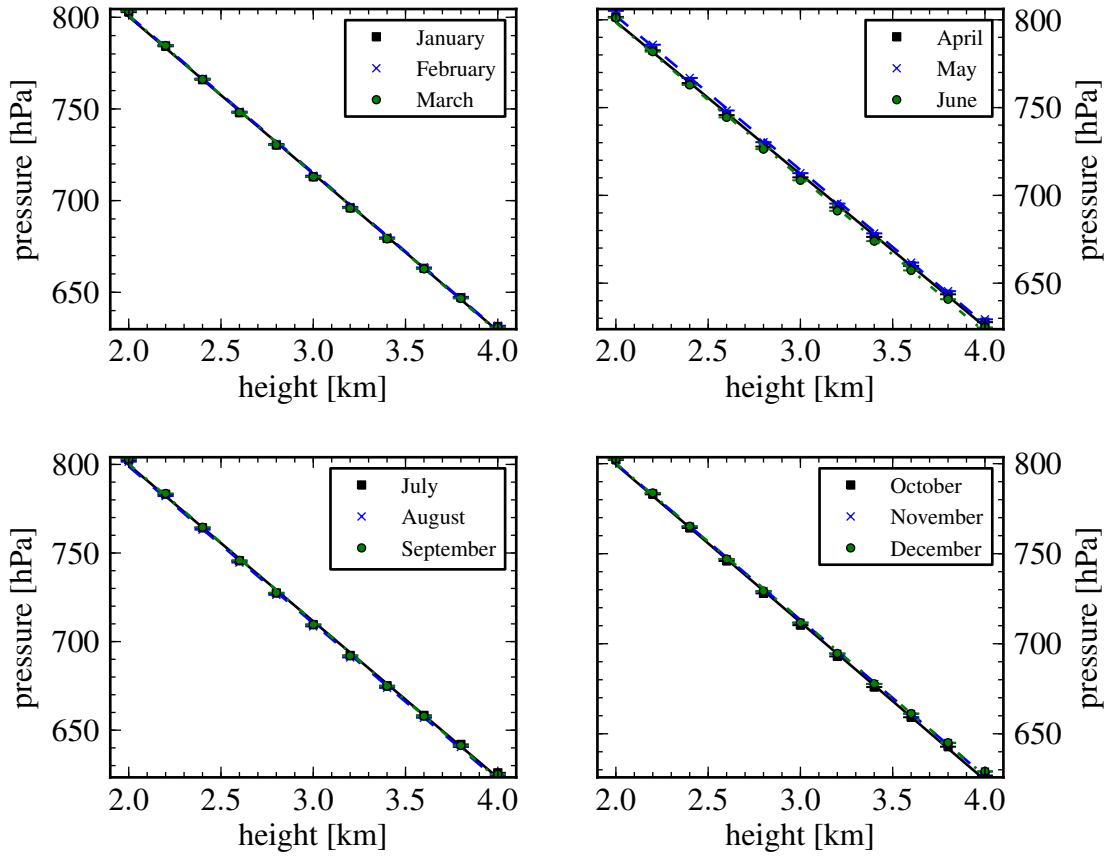 800
750
700
650
pressure [hPa]
2.0 2.5 3.0 3.5 4.0
height [km]
January
February
March
800
750
700
650
pressure [hPa]
2.0 2.5 3.0 3.5 4.0
height [km]
April
May
June
800
750
700
650
pressure [hPa]
2.0 2.5 3.0 3.5 4.0
height [km]
July
August
September
800
750
700
650
pressure [hPa]
2.0 2.5 3.0 3.5 4.0
height [km]
October
November
December